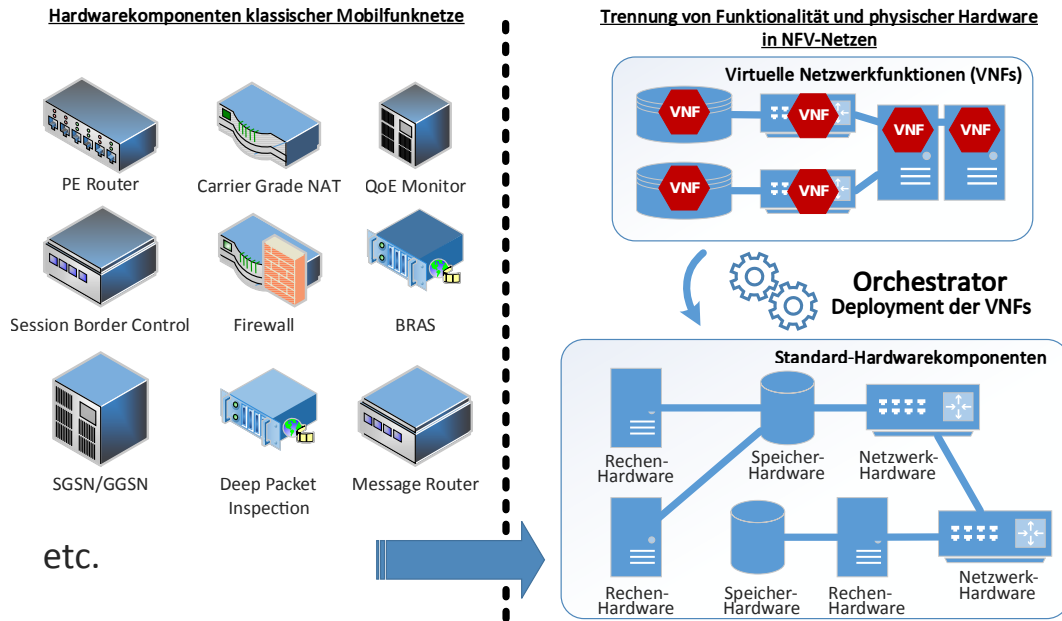 Hardwarekomponenten klassischer Mobilfunknetze
PE Router
Carrier Grade NAT
QoE Monitor
Session Border Control
Firewall
BRAS
SGSN/GGSN
Deep Packet
Inspection
Message Router
etc.
Trennung von Funktionalität und physischer Hardware
in NFV-Netzen
Virtuelle Netzwerkfunktionen (VNFs)
VNF
VNF
VNF
VNF
VNF
VNF
Orchestrator
Deployment der VNFs
Standard-Hardwarekomponenten
Rechen-
Hardware
Speicher-
Hardware
Netzwerk-
Hardware
Rechen-
Hardware
Speicher-
Hardware
Rechen-
Hardware
Netzwerk-
Hardware